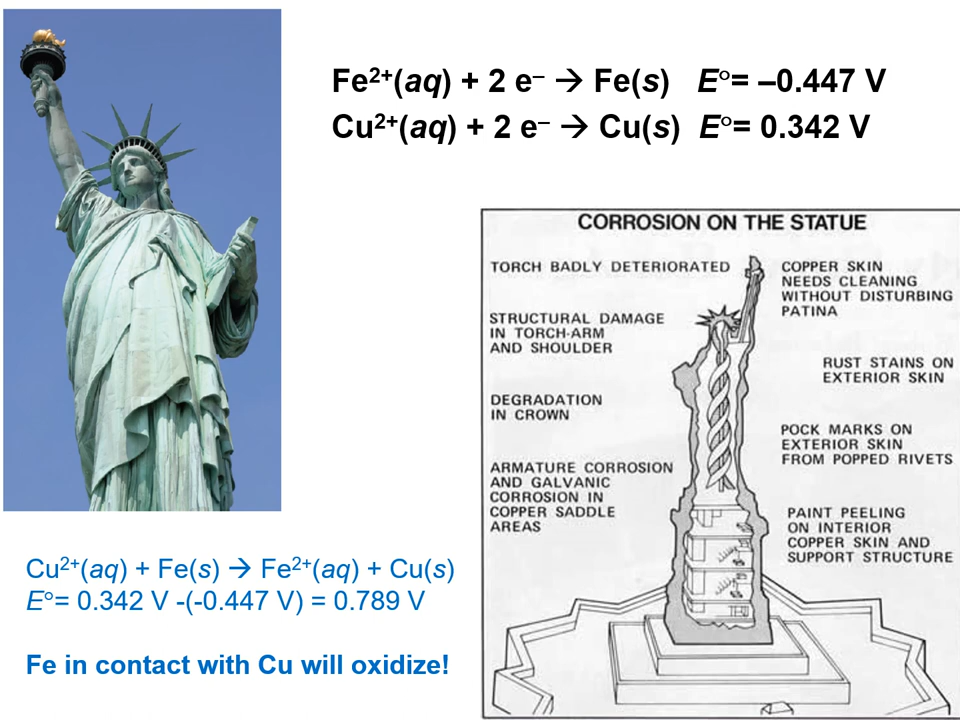 Fe²⁺(aq) + 2 e⁻ → Fe(s) E°= –0.447 V
Cu²⁺(aq) + 2 e⁻ → Cu(s) E°= 0.342 V
CORROSION ON THE STATUE
TORCH BADLY DETERIORATED
STRUCTURAL DAMAGE
IN TORCH-ARM
AND SHOULDER
DEGRADATION
IN CROWN
ARMATURE CORROSION
AND GALVANIC
CORROSION IN
COPPER SADDLE
AREAS
COPPER SKIN
NEEDS CLEANING
WITHOUT DISTURBING
PATINA
RUST STAINS ON
EXTERIOR SKIN
POCK MARKS ON
EXTERIOR SKIN
FROM POPPED RIVETS
PAINT PEELING
ON INTERIOR
COPPER SKIN AND
SUPPORT STRUCTURE
Cu²⁺(aq) + Fe(s) → Fe²⁺(aq) + Cu(s)
E°= 0.342 V -(-0.447 V) = 0.789 V
Fe in contact with Cu will oxidize!